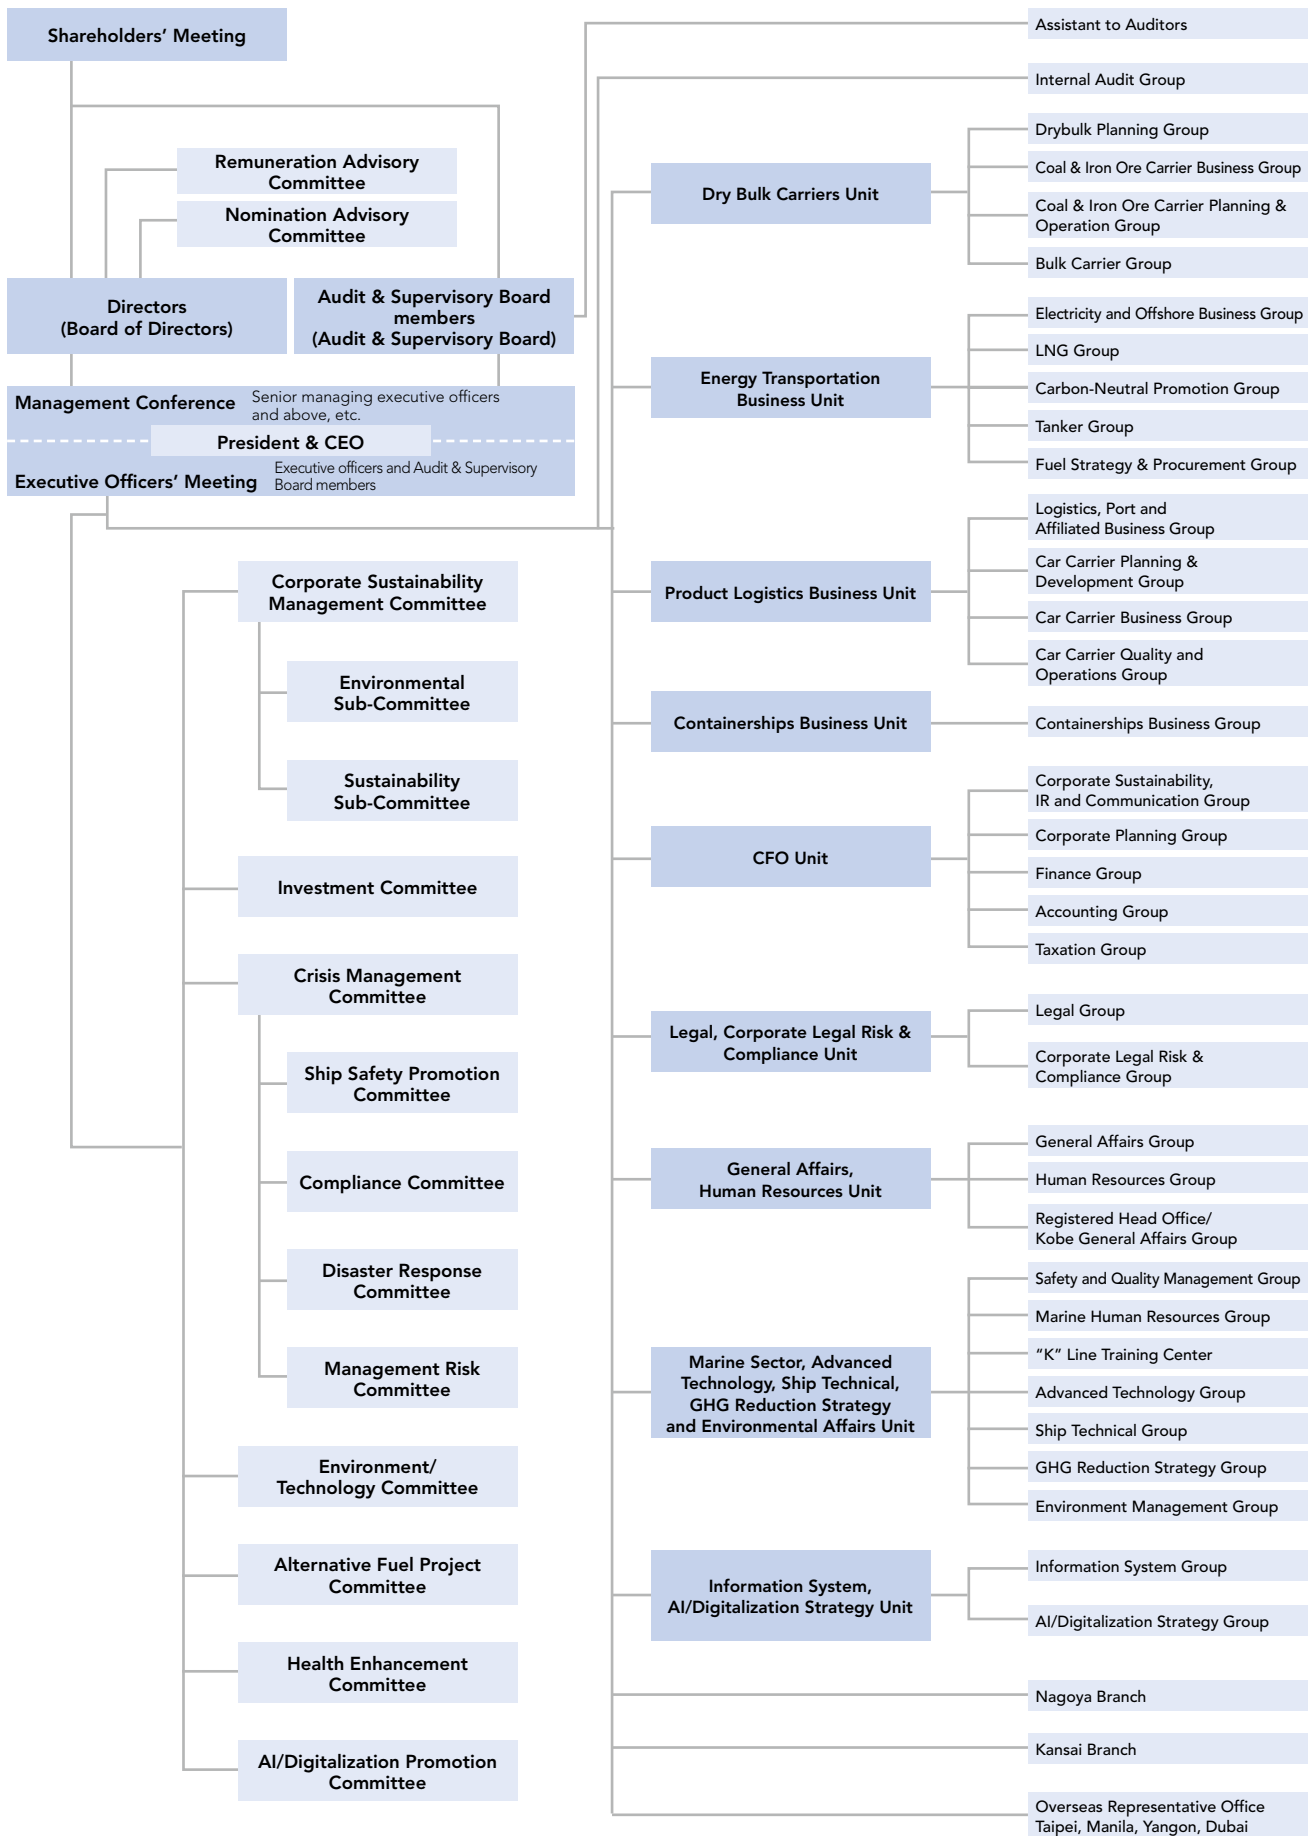 Shareholders’ Meeting
Remuneration Advisory
Committee
Nomination Advisory
Committee
Directors
(Board of Directors)
Audit & Supervisory Board
members
(Audit & Supervisory Board)
Management Conference
Senior managing executive officers
and above, etc.
President & CEO
Executive Officers’ Meeting
Executive officers and Audit & Supervisory
Board members
Corporate Sustainability
Management Committee
Environmental
Sub-Committee
Sustainability
Sub-Committee
Investment Committee
Crisis Management
Committee
Ship Safety Promotion
Committee
Compliance Committee
Disaster Response
Committee
Management Risk
Committee
Environment/
Technology Committee
Alternative Fuel Project
Committee
Health Enhancement
Committee
AI/Digitalization Promotion
Committee
Assistant to Auditors
Internal Audit Group
Dry Bulk Carriers Unit
Drybulk Planning Group
Coal & Iron Ore Carrier Business Group
Coal & Iron Ore Carrier Planning &
Operation Group
Bulk Carrier Group
Energy Transportation
Business Unit
Electricity and Offshore Business Group
LNG Group
Carbon-Neutral Promotion Group
Tanker Group
Fuel Strategy & Procurement Group
Product Logistics Business Unit
Logistics, Port and
Affiliated Business Group
Car Carrier Planning &
Development Group
Car Carrier Business Group
Car Carrier Quality and
Operations Group
Containerships Business Unit
Containerships Business Group
CFO Unit
Corporate Sustainability,
IR and Communication Group
Corporate Planning Group
Finance Group
Accounting Group
Taxation Group
Legal, Corporate Legal Risk &
Compliance Unit
Legal Group
Corporate Legal Risk &
Compliance Group
General Affairs,
Human Resources Unit
General Affairs Group
Human Resources Group
Registered Head Office/
Kobe General Affairs Group
Marine Sector, Advanced
Technology, Ship Technical,
GHG Reduction Strategy
and Environmental Affairs Unit
Safety and Quality Management Group
Marine Human Resources Group
“K” Line Training Center
Advanced Technology Group
Ship Technical Group
GHG Reduction Strategy Group
Environment Management Group
Information System,
AI/Digitalization Strategy Unit
Information System Group
AI/Digitalization Strategy Group
Nagoya Branch
Kansai Branch
Overseas Representative Office
Taipei, Manila, Yangon, Dubai